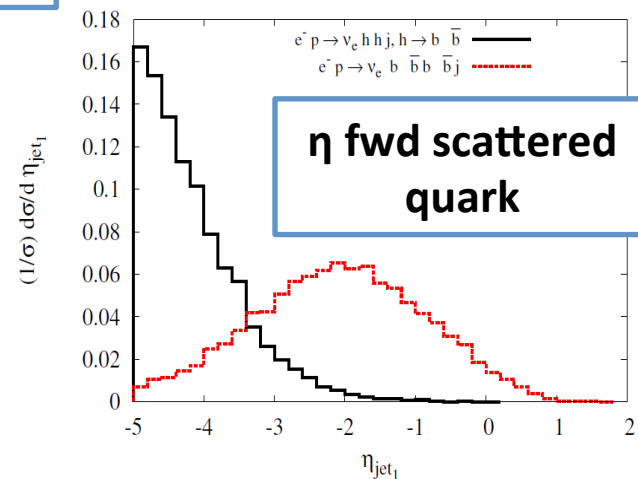 0.18
0.16
0.14
0.12
0.1
0.08
0.06
0.04
0.02
0
(1/σ) dσ/d η_jet₁
e⁻ p → ν_e h h j, h → b b̅
e⁻ p → ν_e b b̅ b b̅ j
η fwd scattered
quark
-5 -4 -3 -2 -1 0 1 2
η_jet₁